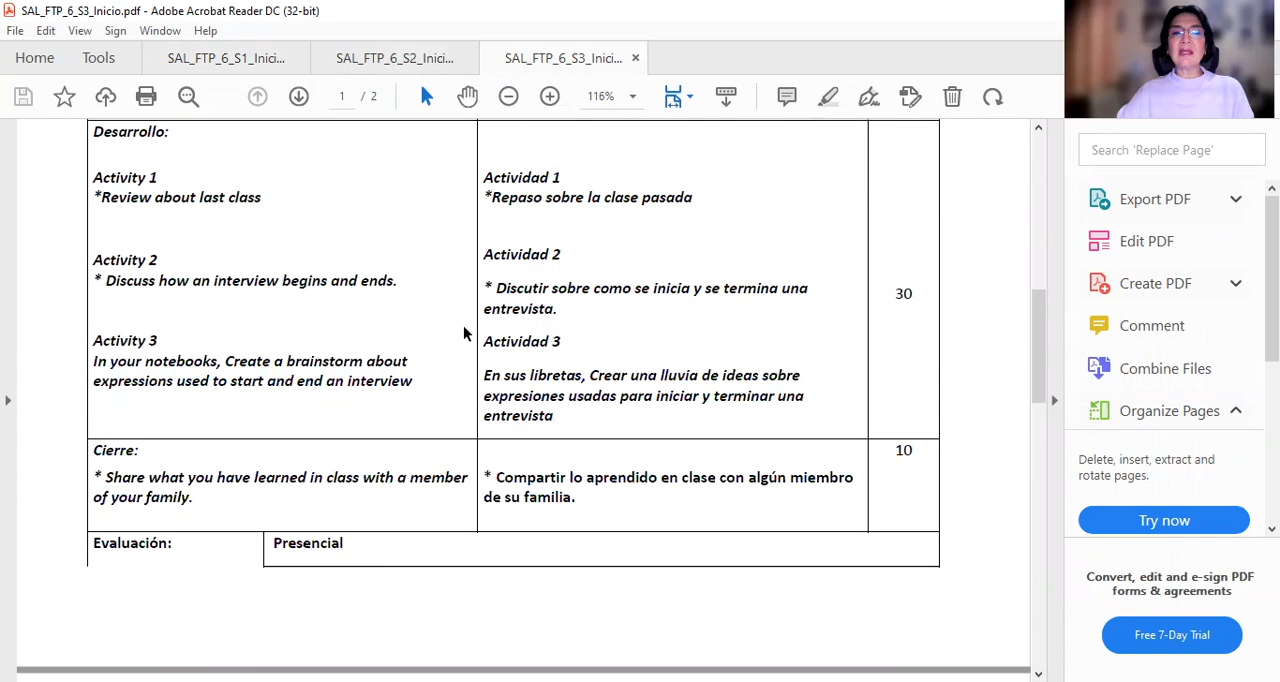 SAL_FTP_6_S3_Inicio.pdf - Adobe Acrobat Reader DC (32-bit)
File Edit View Sign Window Help
Home Tools SAL_FTP_6_S1_Inici... SAL_FTP_6_S2_Inici... SAL_FTP_6_S3_Inici... ×
1 / 2 116%
Search 'Replace Page'
Export PDF
Edit PDF
Create PDF
Comment
Combine Files
Organize Pages
Delete, insert, extract and
rotate pages.
Try now
Convert, edit and e-sign PDF
forms & agreements
Free 7-Day Trial
Desarrollo:
Activity 1
*Review about last class
Activity 2
* Discuss how an interview begins and ends.
Activity 3
In your notebooks, Create a brainstorm about
expressions used to start and end an interview
Actividad 1
*Repaso sobre la clase pasada
Actividad 2
* Discutir sobre como se inicia y se termina una
entrevista.
Actividad 3
En sus libretas, Crear una lluvia de ideas sobre
expresiones usadas para iniciar y terminar una
entrevista
30
Cierre:
* Share what you have learned in class with a member
of your family.
* Compartir lo aprendido en clase con algún miembro
de su familia.
10
Evaluación: Presencial